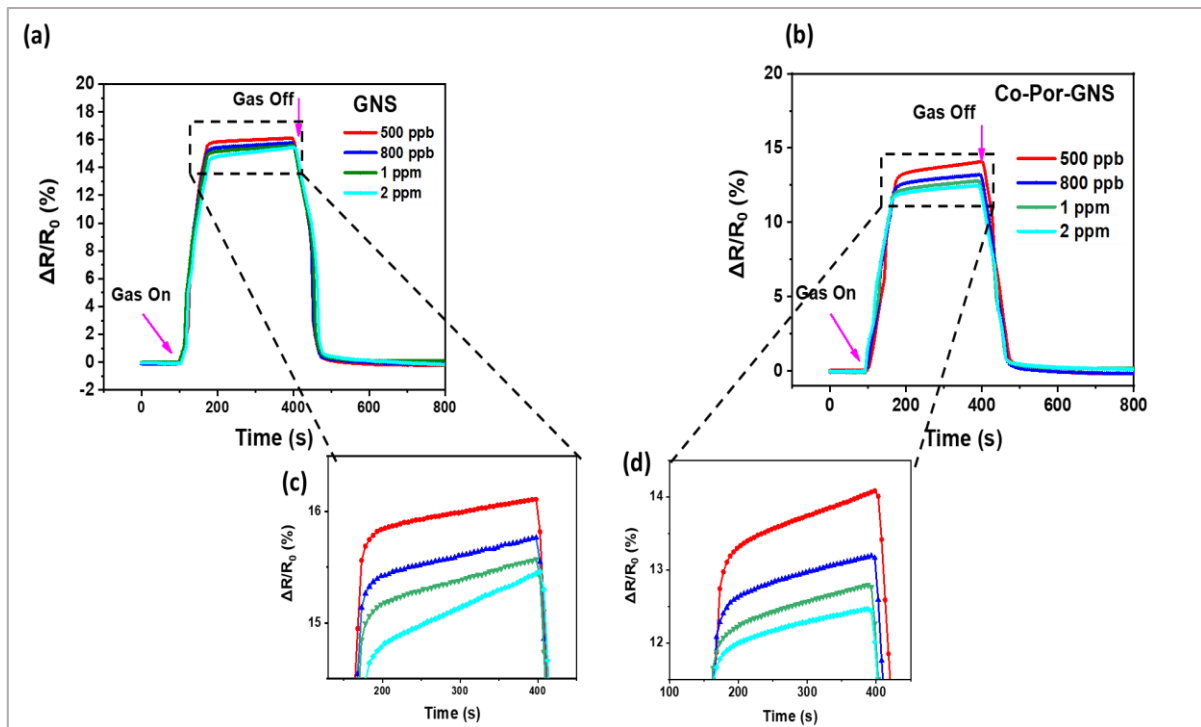 (a)
GNS
Gas Off
500 ppb
800 ppb
1 ppm
2 ppm
Gas On
ΔR/R0 (%)
20
18
16
14
12
10
8
6
4
2
0
-2
0
200
400
600
800
Time (s)
(b)
Co-Por-GNS
Gas Off
500 ppb
800 ppb
1 ppm
2 ppm
Gas On
ΔR/R0 (%)
20
15
10
5
0
0
200
400
600
800
Time (s)
(c)
ΔR/R0 (%)
16
15
200
300
400
Time (s)
(d)
ΔR/R0 (%)
14
13
12
100
200
300
400
Time (s)